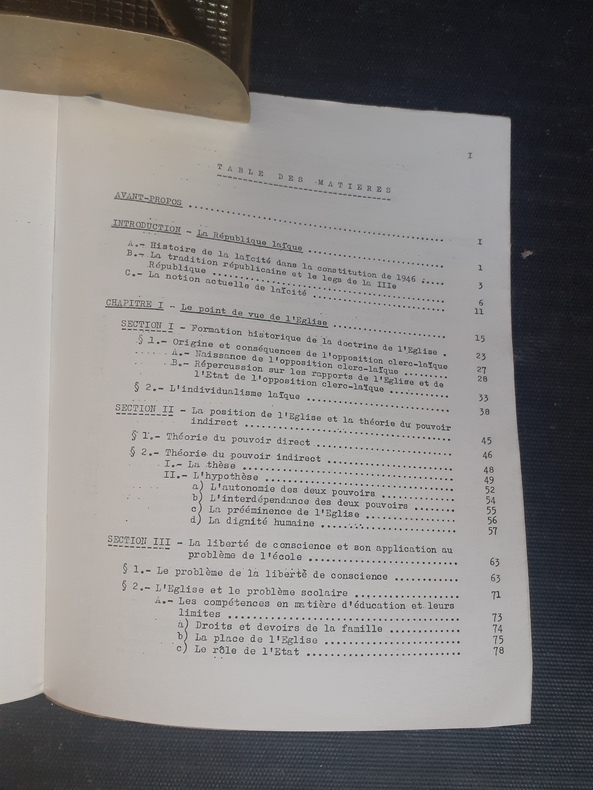 I
TABLE DES MATIERES
AVANT-PROPOS ........................................ I
INTRODUCTION - La République laïque .................... 1
A.- Histoire de la laïcité dans la constitution de 1946 .... 3
B.- La tradition républicaine et le legs de la IIIe
République ........................................ 6
C.- La notion actuelle de laïcité ........................ 11
CHAPITRE I - Le point de vue de l'Eglise .................... 15
SECTION I - Formation historique de la doctrine de l'Eglise . 23
§ 1.- Origine et conséquences de l'opposition clerc-laïque 27
A.- Naissance de l'opposition clerc-laïque ......... 28
B.- Répercussion sur les rapports de l'Eglise et de
l'Etat de l'opposition clerc-laïque ............ 33
§ 2.- L'individualisme laïque ........................ 38
SECTION II - La position de l'Eglise et la théorie du pouvoir
indirect ........................................ 45
§ 1.- Théorie du pouvoir direct ........................ 46
§ 2.- Théorie du pouvoir indirect ........................ 48
I.- La thèse ........................................ 49
II.- L'hypothèse ........................................ 52
a) L'autonomie des deux pouvoirs ................ 54
b) L'interdépendance des deux pouvoirs ........ 55
c) La prééminence de l'Eglise .................... 56
d) La dignité humaine ........................ 57
SECTION III - La liberté de conscience et son application au
problème de l'école ........................ 63
§ 1.- Le problème de la liberté de conscience ............ 63
§ 2.- L'Eglise et le problème scolaire .................... 71
A.- Les compétences en matière d'éducation et leurs
limites ........................................ 73
a) Droits et devoirs de la famille ............ 74
b) La place de l'Eglise ........................ 75
c) Le rôle de l'Etat ............................ 78